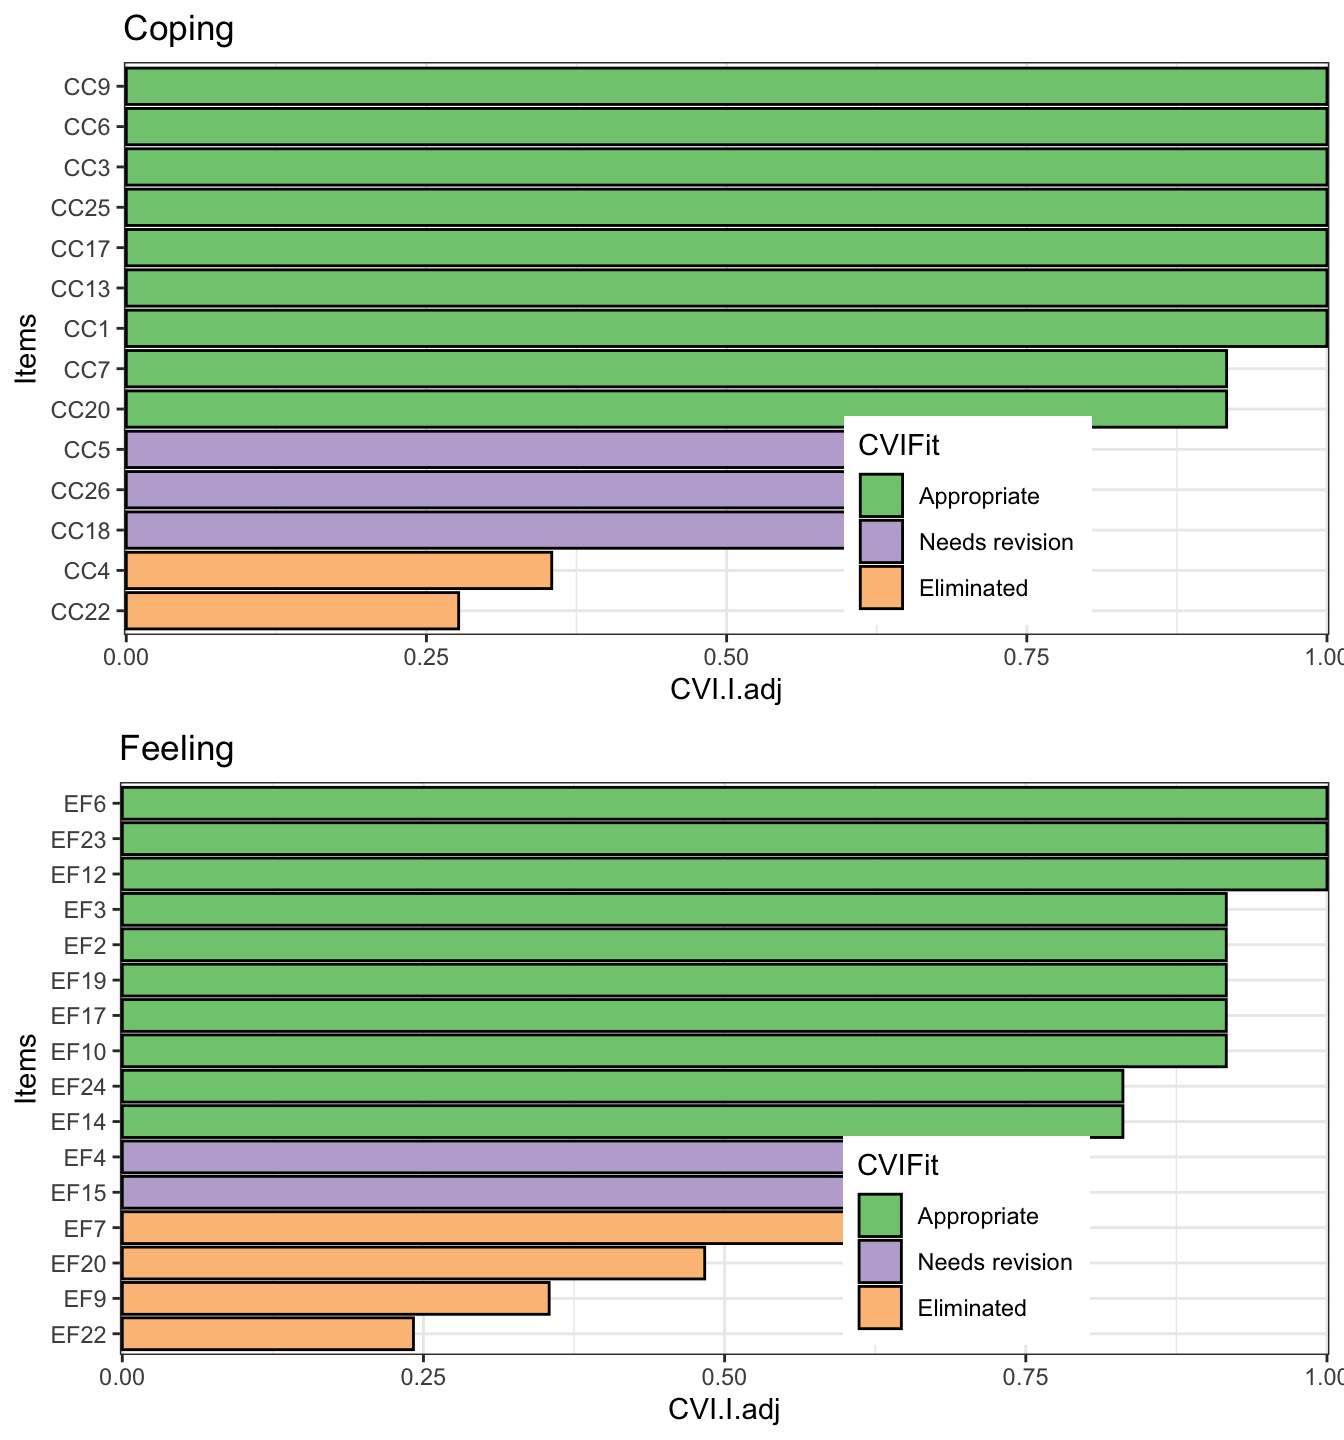 Coping
CC9
CC6
CC3
CC25
CC17
CC13
CC1
CC7
CC20
CC5
CC26
CC18
CC4
CC22
Items
CVIFit
Appropriate
Needs revision
Eliminated
0.00 0.25 0.50 0.75 1.00
CVI.I.adj
Feeling
EF6
EF23
EF12
EF3
EF2
EF19
EF17
EF10
EF24
EF14
EF4
EF15
EF7
EF20
EF9
EF22
Items
CVIFit
Appropriate
Needs revision
Eliminated
0.00 0.25 0.50 0.75 1.00
CVI.I.adj